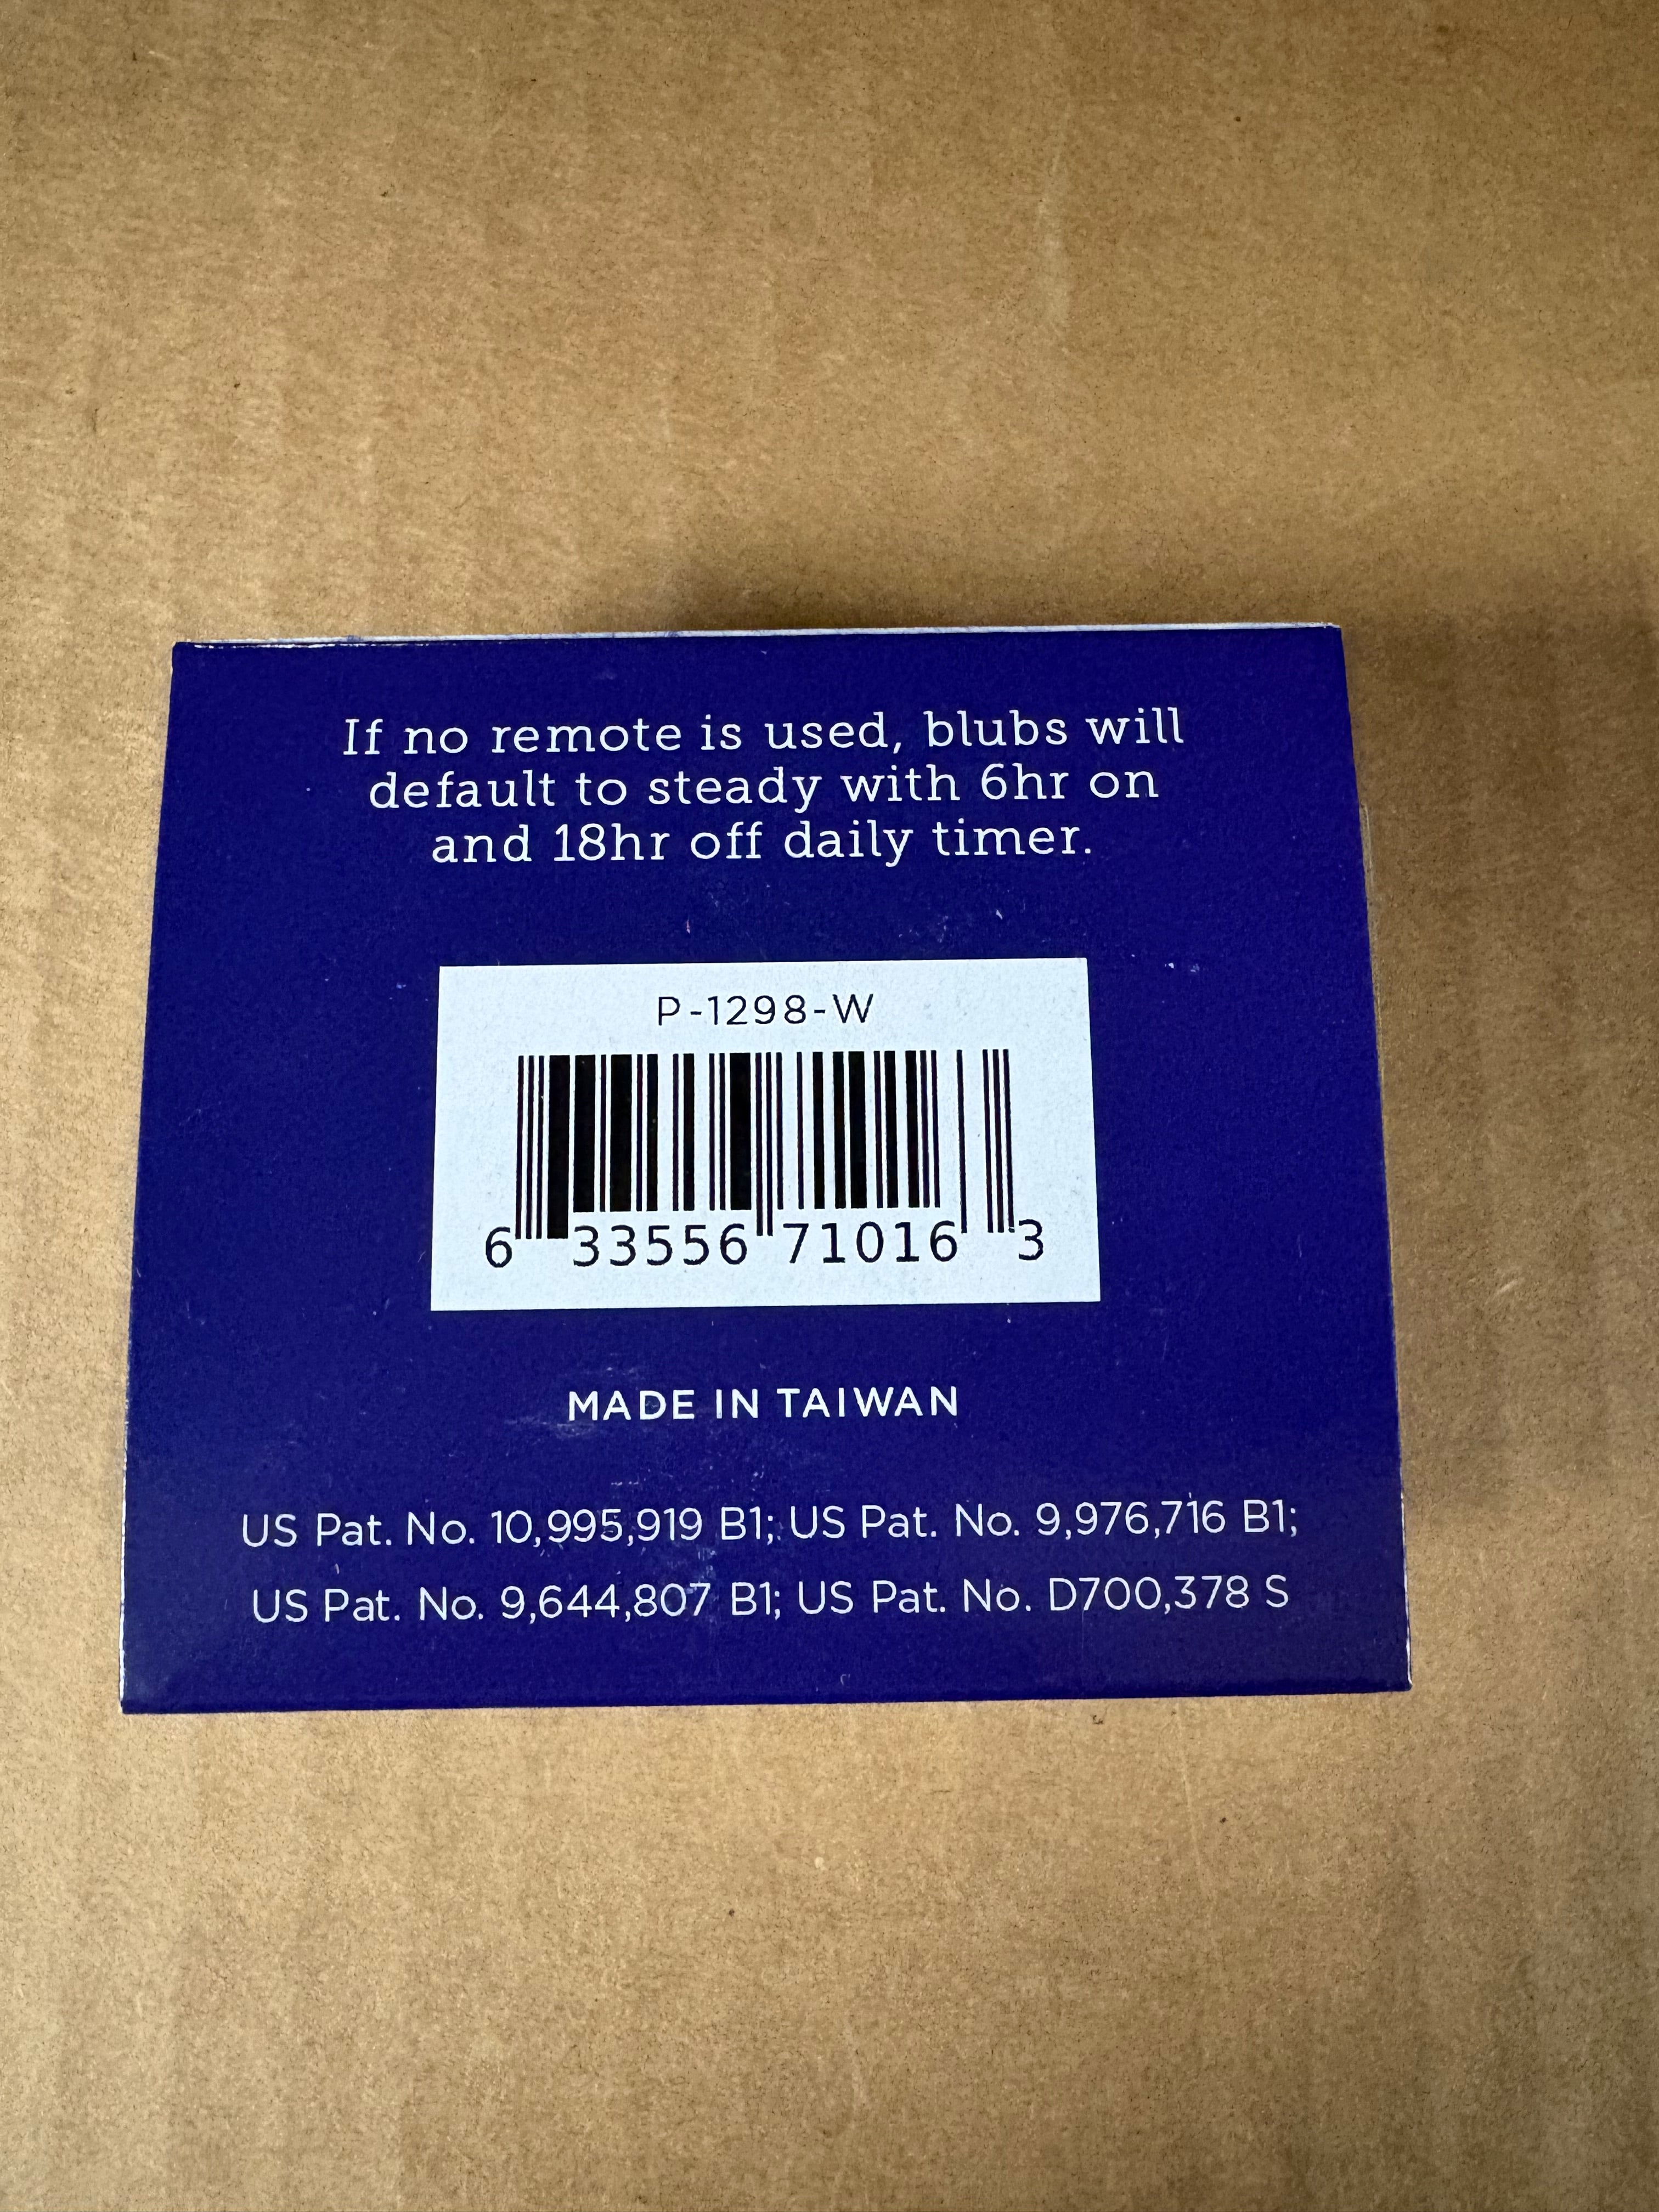 If no remote is used, blubs will
default to steady with 6hr on
and 18hr off daily timer.
P-1298-W
6 33556 71016 3
MADE IN TAIWAN
US Pat. No. 10,995,919 B1; US Pat. No. 9,976,716 B1;
US Pat. No. 9,644,807 B1; US Pat. No. D700,378 S